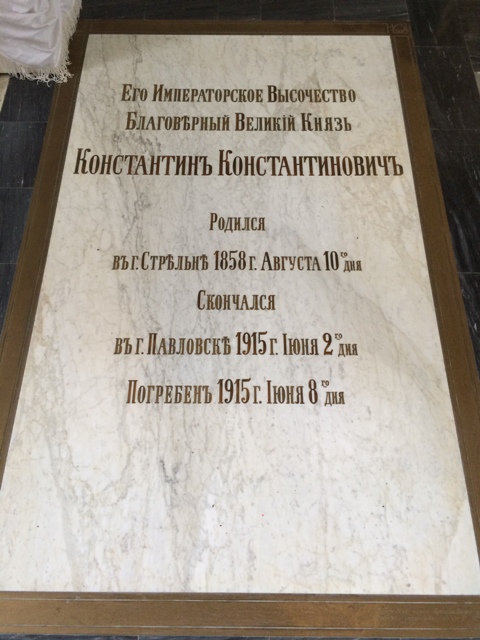 Его Императорское Высочество
Благовѣрный Великій Князь
Константинъ Константиновичъ
Родился
въ г. Стрѣльнѣ 1858 г. Августа 10го дня
Скончался
въ г. Павловскѣ 1915 г. Іюня 2го дня
Погребенъ 1915 г. Іюня 8го дня